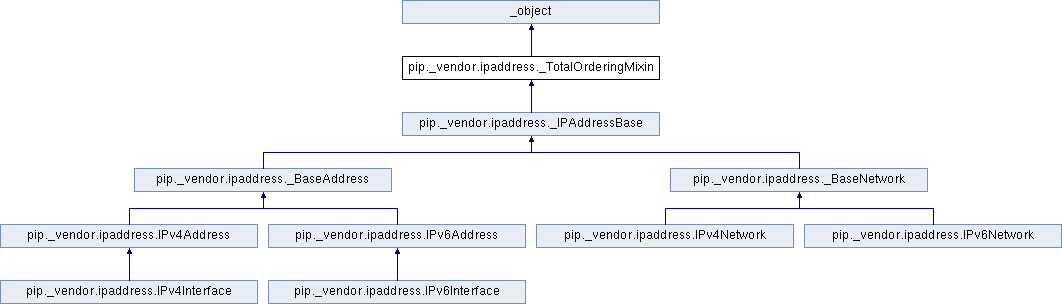 _object
pip._vendor.ipaddress._TotalOrderingMixin
pip._vendor.ipaddress._IPAddressBase
pip._vendor.ipaddress._BaseAddress
pip._vendor.ipaddress._BaseNetwork
pip._vendor.ipaddress.IPv4Address
pip._vendor.ipaddress.IPv6Address
pip._vendor.ipaddress.IPv4Network
pip._vendor.ipaddress.IPv6Network
pip._vendor.ipaddress.IPv4Interface
pip._vendor.ipaddress.IPv6Interface